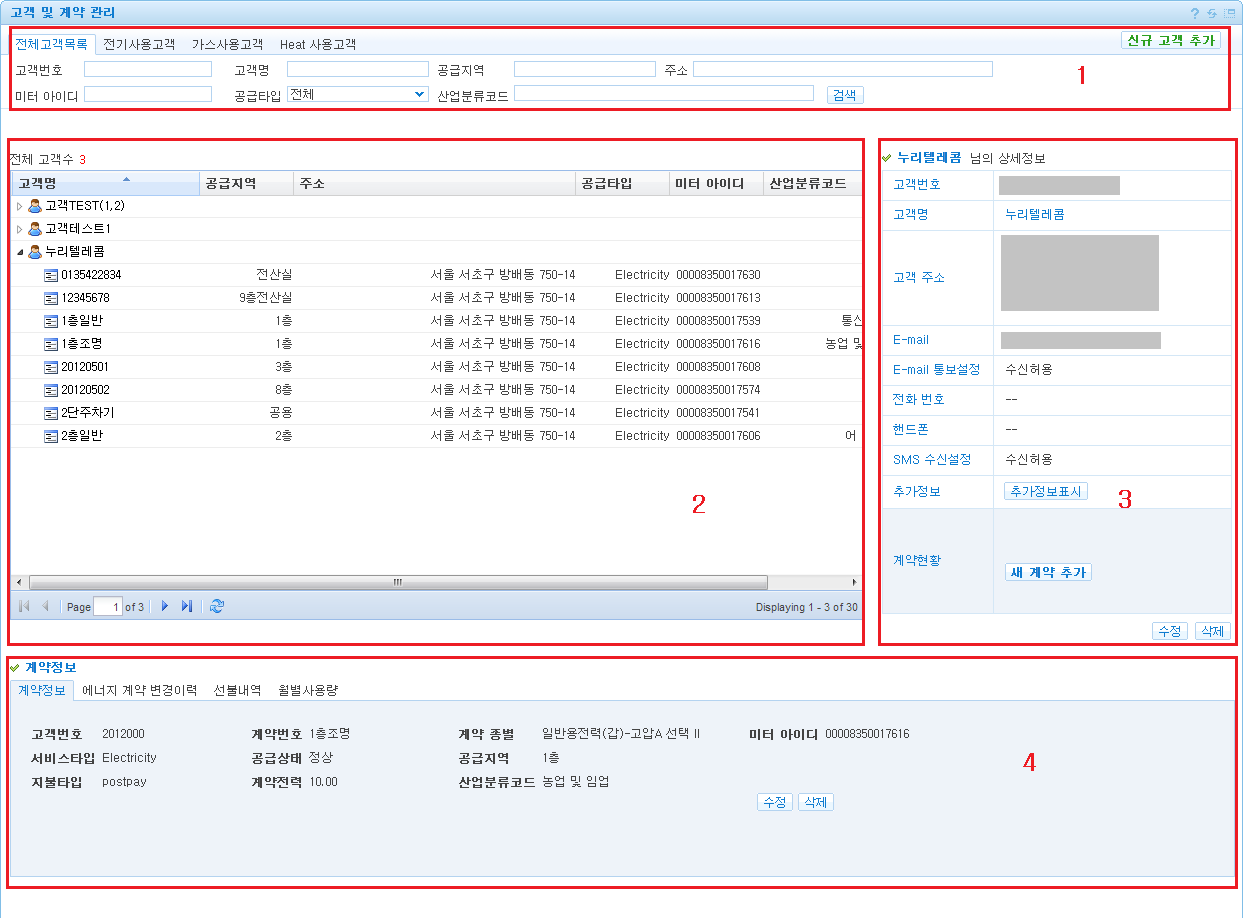 고객 및 계약 관리
전체고객목록 전기사용고객 가스사용고객 Heat 사용고객 신규 고객 추가
고객번호 고객명 공급지역 주소 1
미터 아이디 공급타입 전체 산업분류코드 검색
전체 고객수 3
고객명 공급지역 주소 공급타입 미터 아이디 산업분류코드
고객TEST(1,2)
고객테스트1
누리텔레콤
0135422834 전산실 서울 서초구 방배동 750-14 Electricity 00008350017630
12345678 9층전산실 서울 서초구 방배동 750-14 Electricity 00008350017613
1층일반 1층 서울 서초구 방배동 750-14 Electricity 00008350017539 통신
1층조명 1층 서울 서초구 방배동 750-14 Electricity 00008350017616 농업 및
20120501 3층 서울 서초구 방배동 750-14 Electricity 00008350017608
20120502 8층 서울 서초구 방배동 750-14 Electricity 00008350017574
2단주차기 공용 서울 서초구 방배동 750-14 Electricity 00008350017541
2층일반 2층 서울 서초구 방배동 750-14 Electricity 00008350017606 어
2
Page 1 of 3 Displaying 1 - 3 of 30
누리텔레콤 님의 상세정보
고객번호
고객명 누리텔레콤
고객 주소
E-mail
E-mail 통보설정 수신허용
전화 번호 --
핸드폰 --
SMS 수신설정 수신허용
추가정보 추가정보표시 3
계약현황 새 계약 추가
수정 삭제
계약정보
계약정보 에너지 계약 변경이력 선불내역 월별사용량
고객번호 2012000 계약번호 1층조명 계약 종별 일반용전력(갑)-고압A 선택 II 미터 아이디 00008350017616
서비스타입 Electricity 공급상태 정상 공급지역 1층 4
지불타입 postpay 계약전력 10.00 산업분류코드 농업 및 임업
수정 삭제